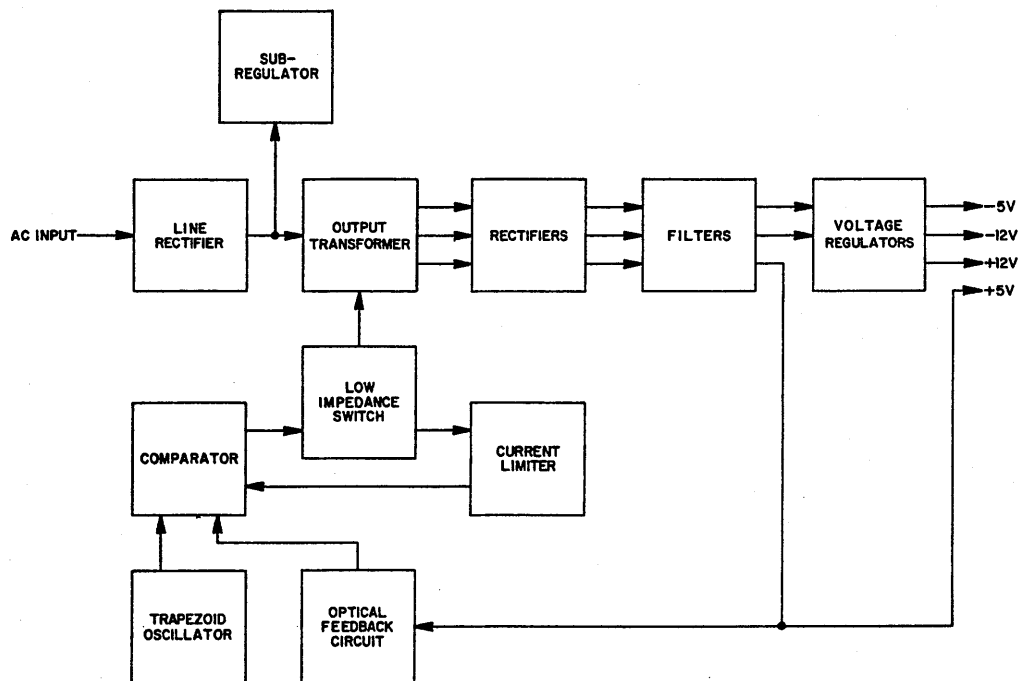 SUB-
REGULATOR
AC INPUT
LINE
RECTIFIER
OUTPUT
TRANSFORMER
RECTIFIERS
FILTERS
VOLTAGE
REGULATORS
-5V
-12V
+12V
+5V
LOW
IMPEDANCE
SWITCH
COMPARATOR
CURRENT
LIMITER
TRAPEZOID
OSCILLATOR
OPTICAL
FEEDBACK
CIRCUIT